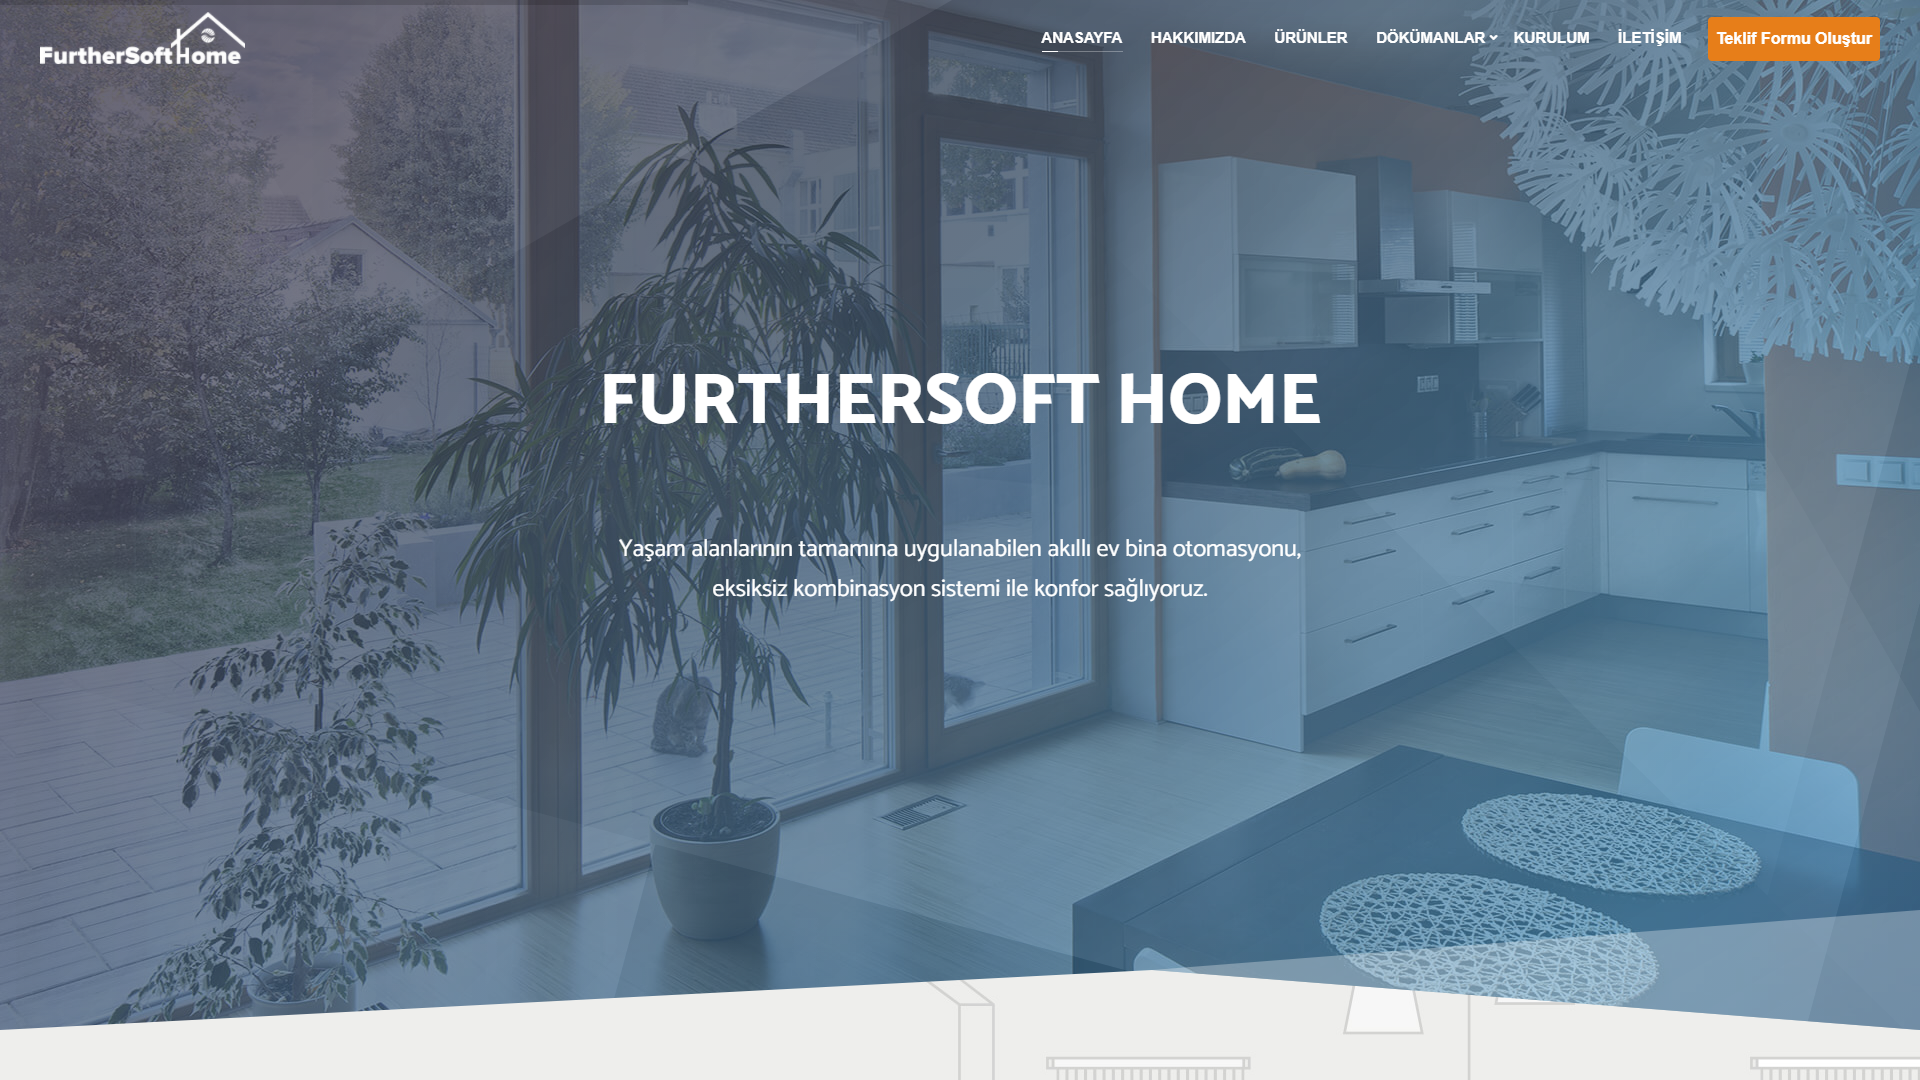 FurtherSoft Home
ANASAYFA
HAKKIMIZDA
ÜRÜNLER
DÖKÜMANLAR
KURULUM
İLETİŞİM
Teklif Formu Oluştur
FURTHERSOFT HOME
Yaşam alanlarının tamamına uygulanabilen akıllı ev bina otomasyonu,
eksiksiz kombinasyon sistemi ile konfor sağlıyoruz.